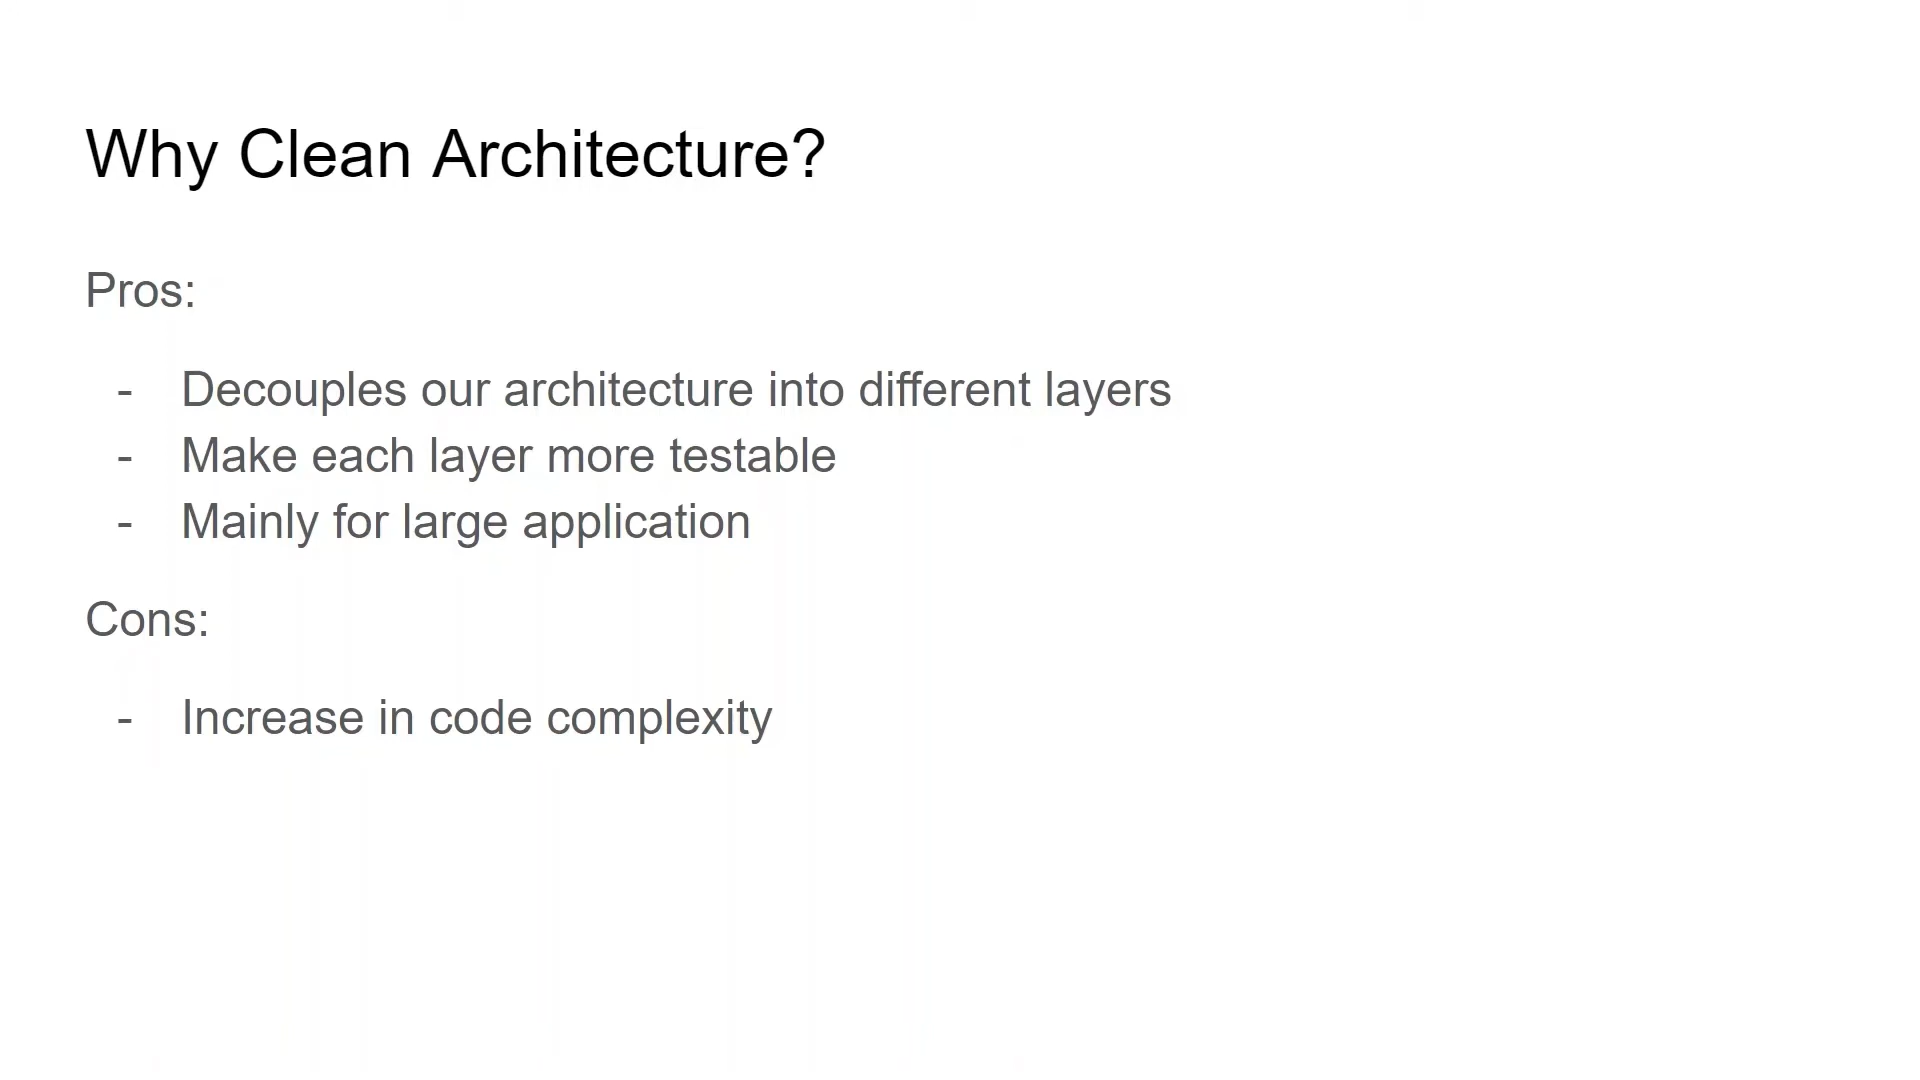 Why Clean Architecture?
Pros:
- Decouples our architecture into different layers
- Make each layer more testable
- Mainly for large application
Cons:
- Increase in code complexity